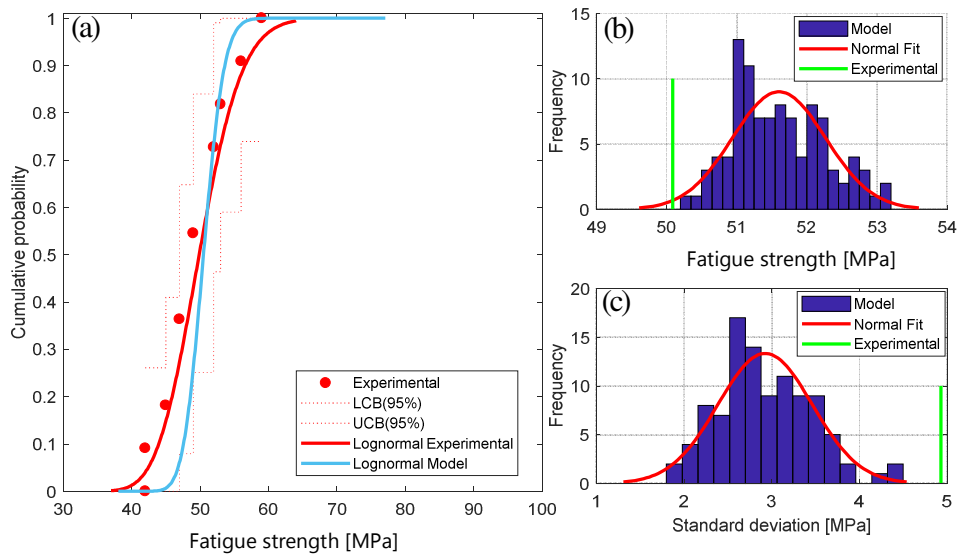 (a)
Cumulative probability
1
0.9
0.8
0.7
0.6
0.5
0.4
0.3
0.2
0.1
0
30 40 50 60 70 80 90 100
Fatigue strength [MPa]
Experimental
LCB(95%)
UCB(95%)
Lognormal Experimental
Lognormal Model
(b)
Frequency
15
10
5
0
49 50 51 52 53 54
Fatigue strength [MPa]
Model
Normal Fit
Experimental
(c)
Frequency
20
15
10
5
0
1 2 3 4 5
Standard deviation [MPa]
Model
Normal Fit
Experimental